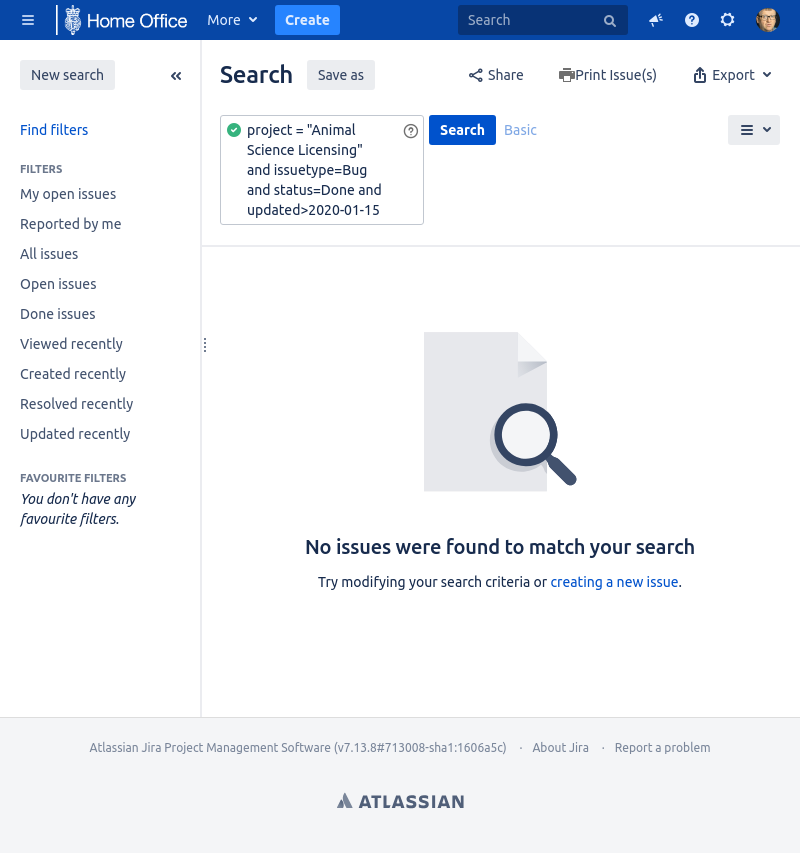 Home Office More Create Search
New search «
Search Save as Share Print Issue(s) Export
Find filters
FILTERS
My open issues
Reported by me
All issues
Open issues
Done issues
Viewed recently
Created recently
Resolved recently
Updated recently
FAVOURITE FILTERS
You don't have any
favourite filters.
project = "Animal
Science Licensing"
and issuetype=Bug
and status=Done and
updated>2020-01-15
Search Basic
No issues were found to match your search
Try modifying your search criteria or creating a new issue.
Atlassian Jira Project Management Software (v7.13.8#713008-sha1:1606a5c) · About Jira · Report a problem
ATLASSIAN